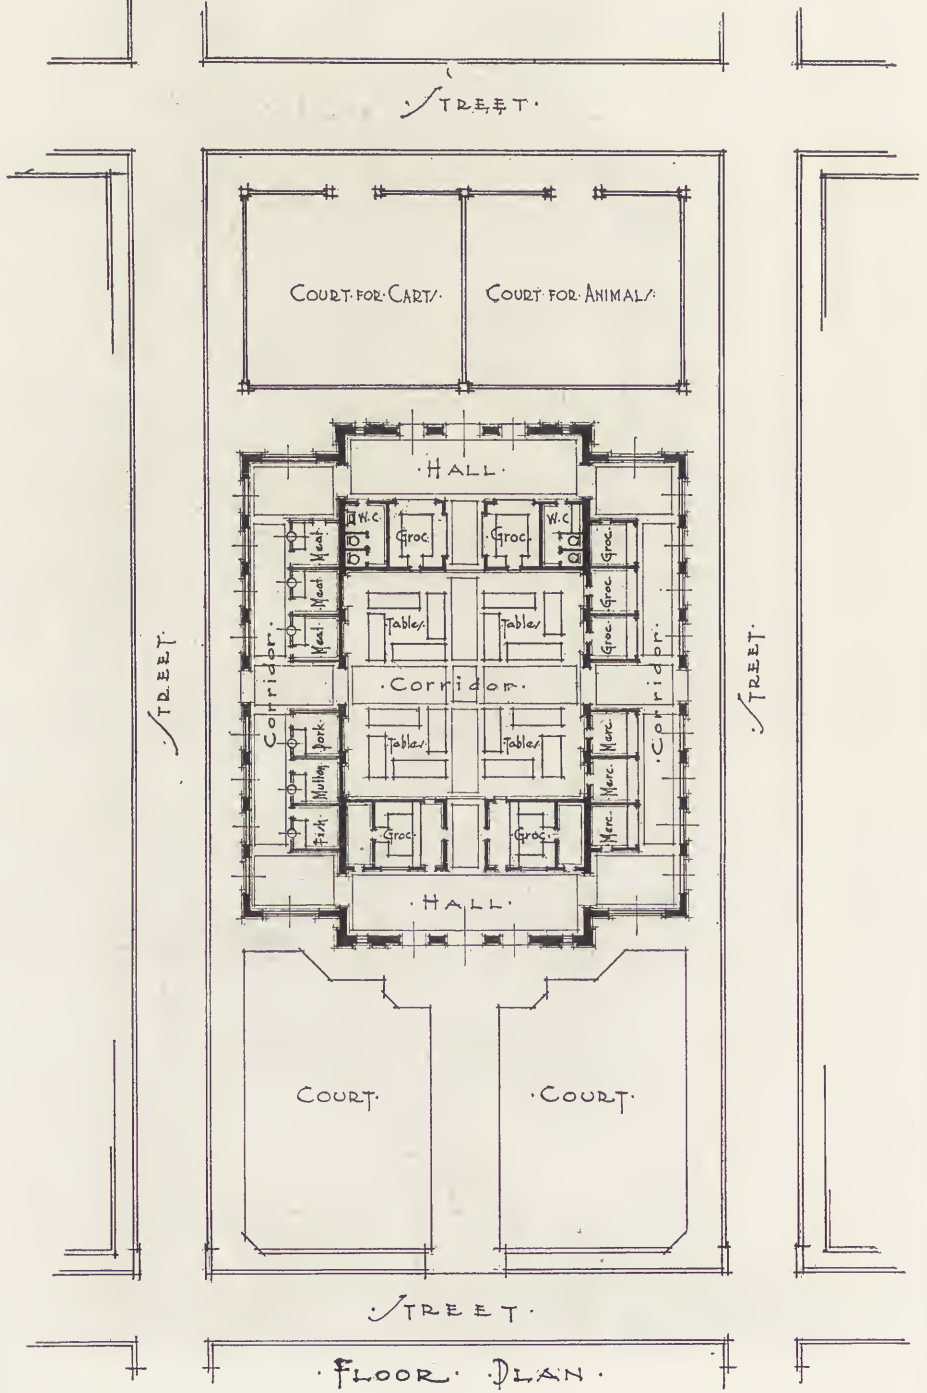 ·STREET·
COURT·FOR·CARTS· COURT·FOR·ANIMALS·
·HALL·
W.C. Groc. Groc. W.C.
Meat. Groc.
Meat. Groc.
Meat. Groc.
Tables. Tables.
STREET· Corridor. ·Corridor· ·Corridor STREET·
Tables Tables
Pork. Merc.
Mutton Merc.
Fish Merc.
Groc. Groc.
·HALL·
COURT· ·COURT·
·STREET·
·FLOOR·PLAN·